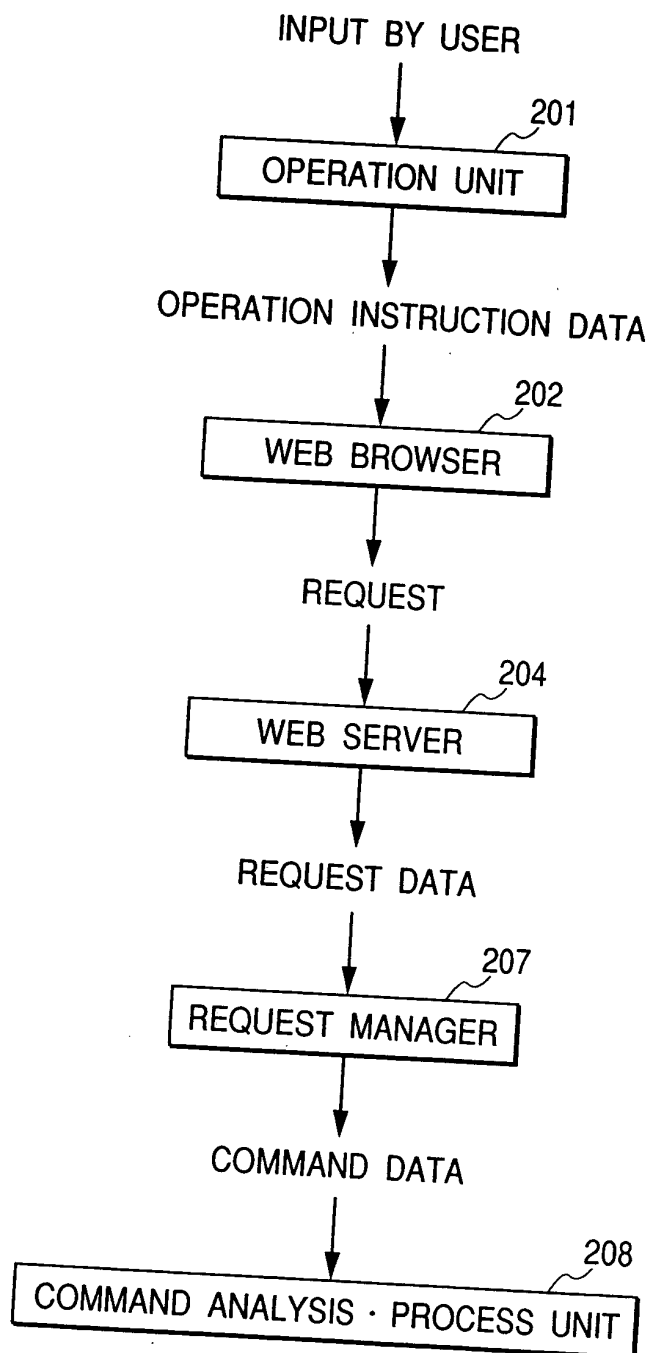 INPUT BY USER
201
OPERATION UNIT
OPERATION INSTRUCTION DATA
202
WEB BROWSER
REQUEST
204
WEB SERVER
REQUEST DATA
207
REQUEST MANAGER
COMMAND DATA
208
COMMAND ANALYSIS · PROCESS UNIT